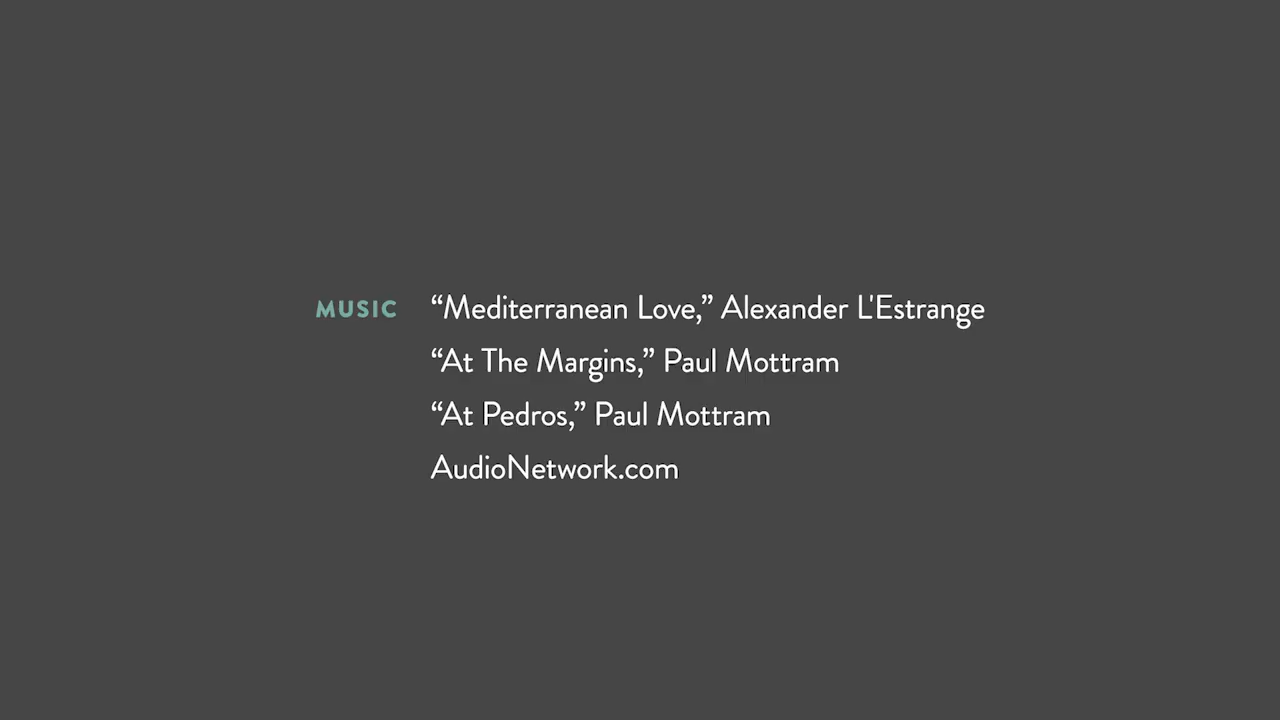 MUSIC “Mediterranean Love,” Alexander L'Estrange
“At The Margins,” Paul Mottram
“At Pedros,” Paul Mottram
AudioNetwork.com